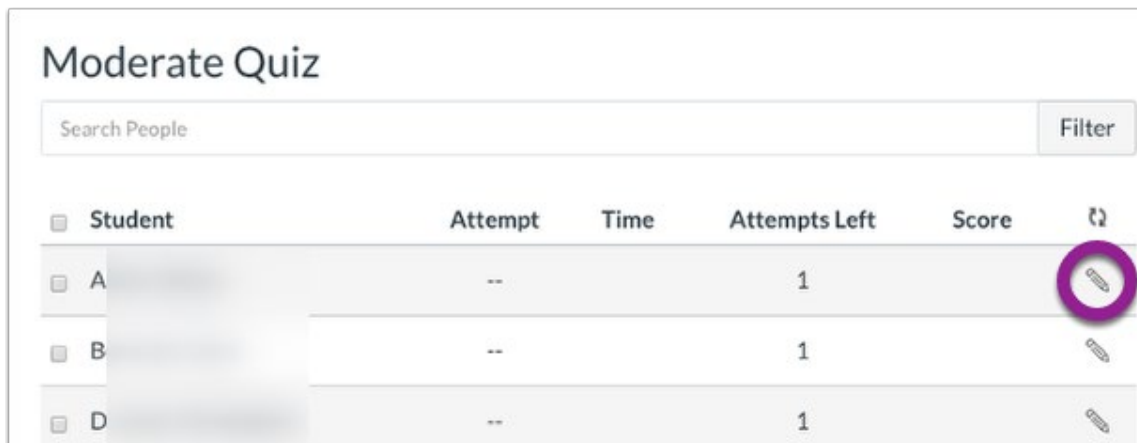 Moderate Quiz
Search People Filter
Student Attempt Time Attempts Left Score
A -- 1
B -- 1
D -- 1